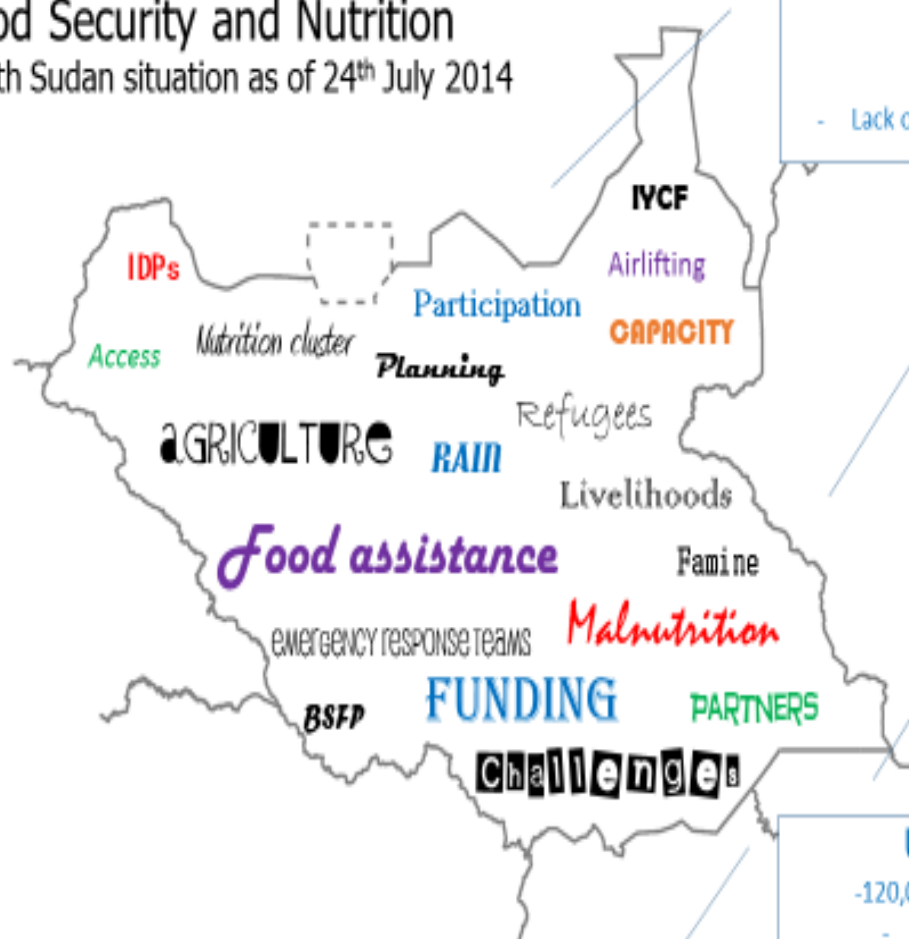 od Security and Nutrition
th Sudan situation as of 24th July 2014
- Lack
IYCF
IDPs
Airlifting
Participation
CAPACITY
Nutrition cluster
Access
Planning
Refugees
aGRICULTURe
RAIN
Livelihoods
Food assistance
Famine
Malnutrition
eMerGeNCY resPoNse TeaMs
FUNDING
PARTNERS
BSFP
Challenges
-120,
-